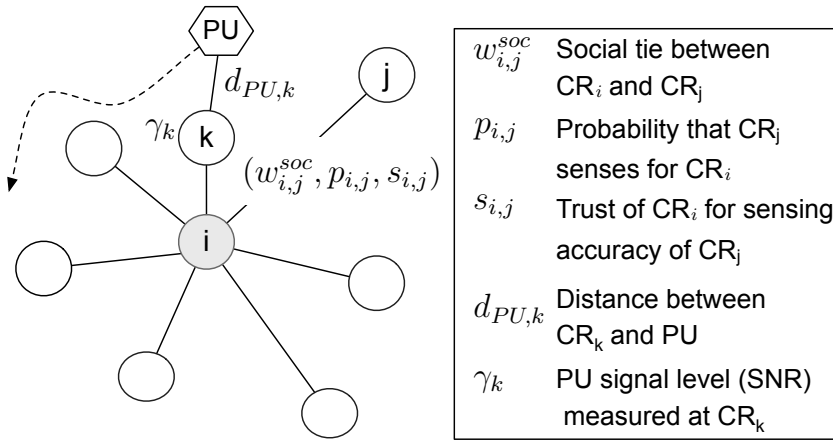 PU
d_{PU,k}
j
γ_k
k
(w_{i,j}^{soc}, p_{i,j}, s_{i,j})
i
w_{i,j}^{soc} Social tie between
CR_i and CR_j
p_{i,j} Probability that CR_j
senses for CR_i
s_{i,j} Trust of CR_i for sensing
accuracy of CR_j
d_{PU,k} Distance between
CR_k and PU
γ_k PU signal level (SNR)
measured at CR_k